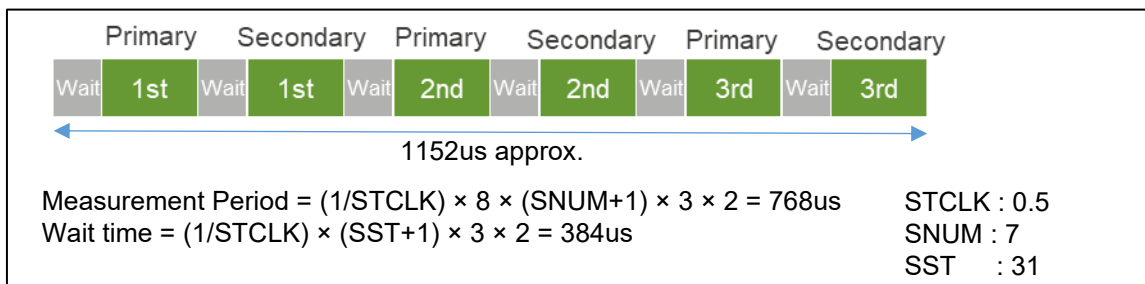 Primary Secondary Primary Secondary Primary Secondary
Wait 1st Wait 1st Wait 2nd Wait 2nd Wait 3rd Wait 3rd
1152us approx.
Measurement Period = (1/STCLK) × 8 × (SNUM+1) × 3 × 2 = 768us
Wait time = (1/STCLK) × (SST+1) × 3 × 2 = 384us
STCLK : 0.5
SNUM : 7
SST : 31